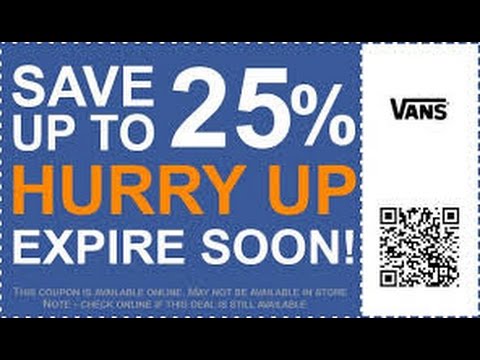 SAVE
UP TO 25%
HURRY UP
EXPIRE SOON!
THIS COUPON IS AVAILABLE ONLINE. MAY NOT BE AVAILABLE IN STORE
NOTE - CHECK ONLINE IF THIS DEAL IS STILL AVAILABLE
VANS